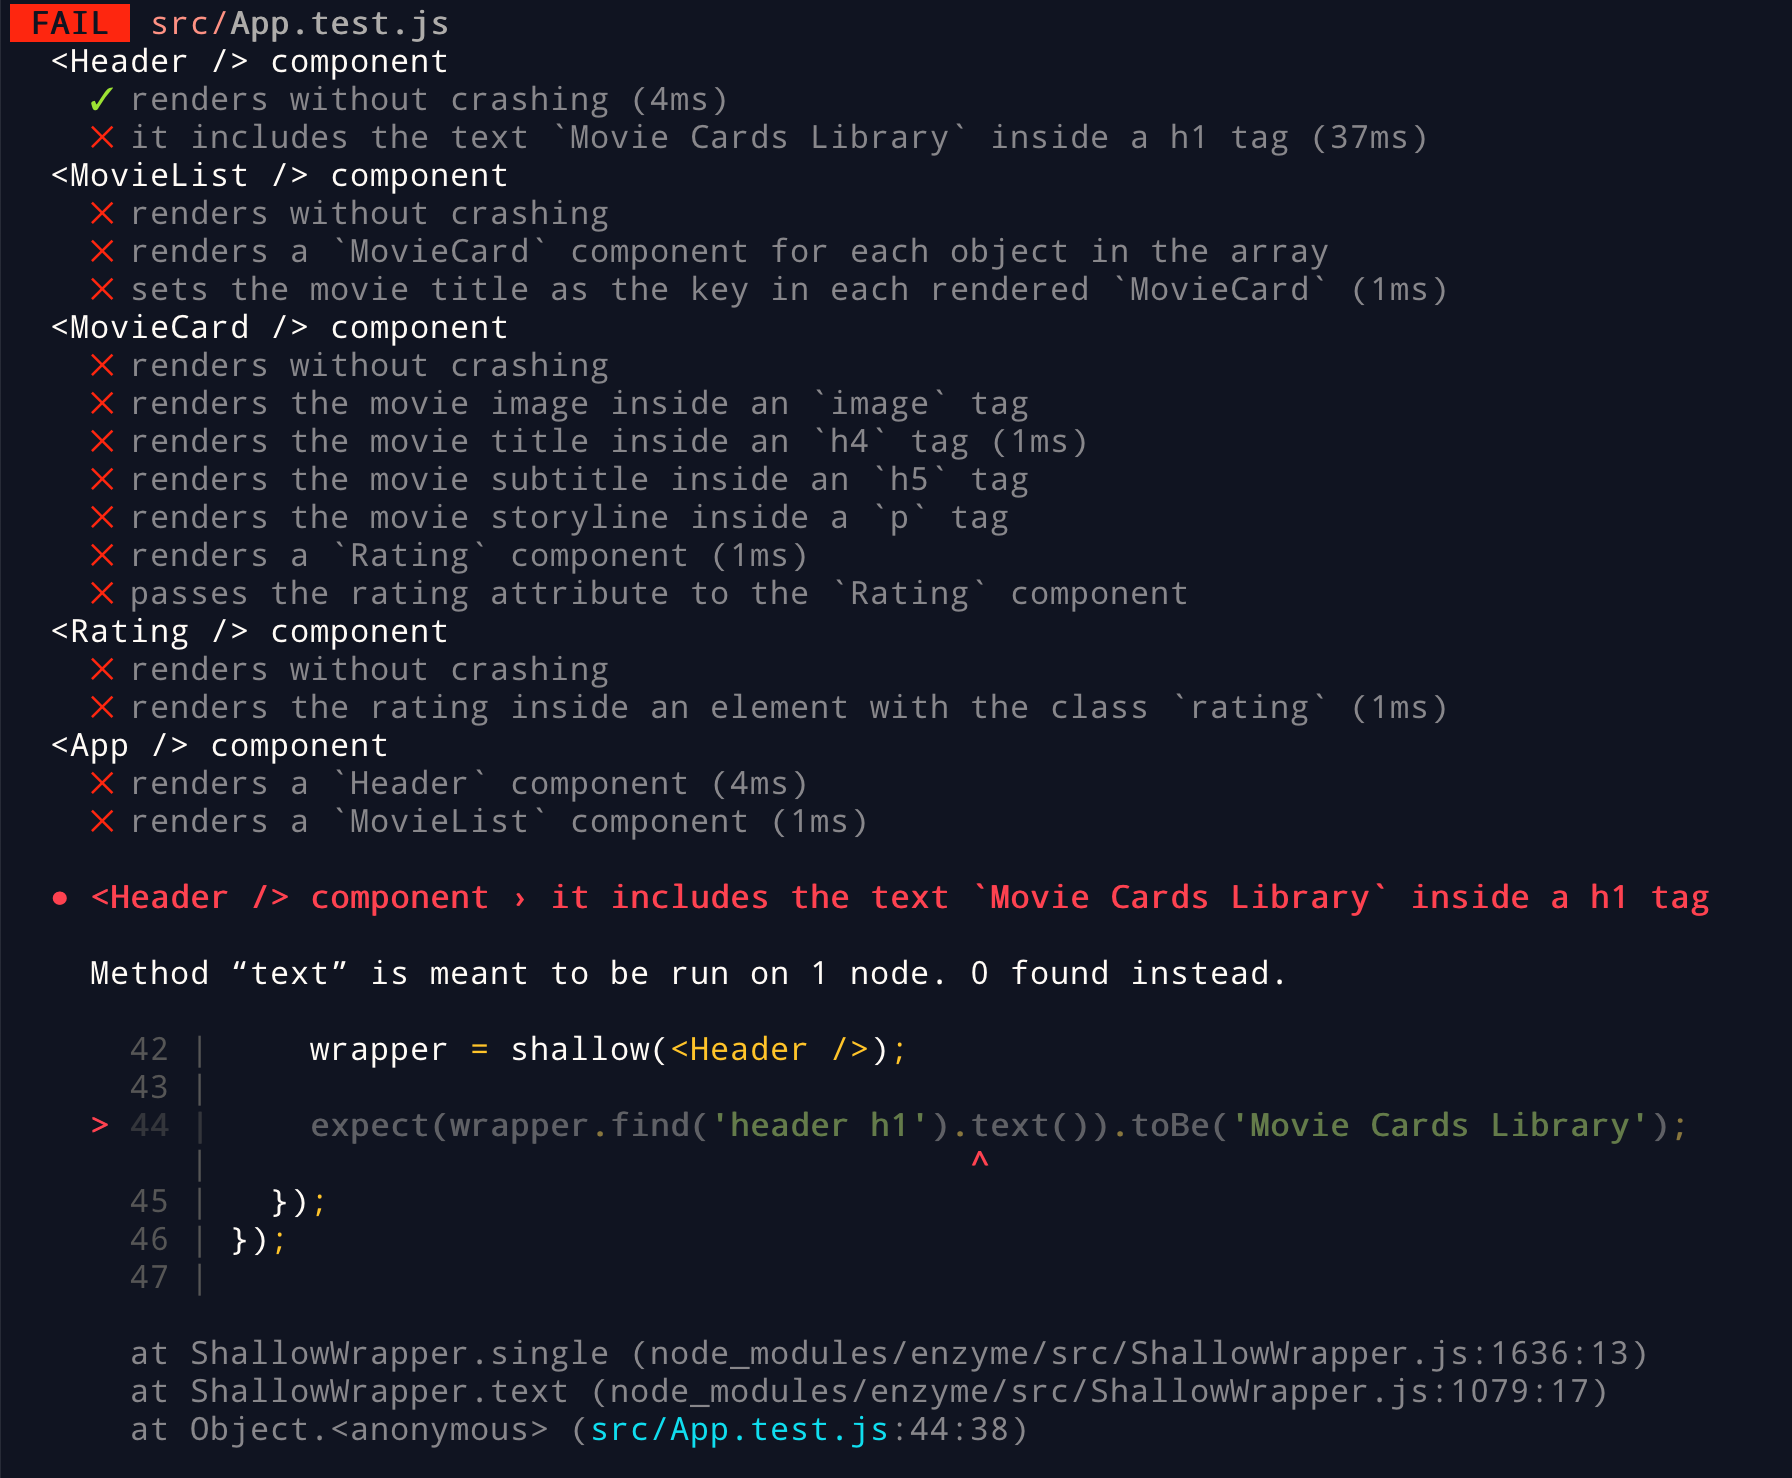 FAIL src/App.test.js
<Header /> component
✓ renders without crashing (4ms)
✕ it includes the text `Movie Cards Library` inside a h1 tag (37ms)
<MovieList /> component
✕ renders without crashing
✕ renders a `MovieCard` component for each object in the array
✕ sets the movie title as the key in each rendered `MovieCard` (1ms)
<MovieCard /> component
✕ renders without crashing
✕ renders the movie image inside an `image` tag
✕ renders the movie title inside an `h4` tag (1ms)
✕ renders the movie subtitle inside an `h5` tag
✕ renders the movie storyline inside a `p` tag
✕ renders a `Rating` component (1ms)
✕ passes the rating attribute to the `Rating` component
<Rating /> component
✕ renders without crashing
✕ renders the rating inside an element with the class `rating` (1ms)
<App /> component
✕ renders a `Header` component (4ms)
✕ renders a `MovieList` component (1ms)
● <Header /> component › it includes the text `Movie Cards Library` inside a h1 tag
Method “text” is meant to be run on 1 node. 0 found instead.
42 |     wrapper = shallow(<Header />);
43 |
> 44 |     expect(wrapper.find('header h1').text()).toBe('Movie Cards Library');
|                                      ^
45 |   });
46 | });
47 |
at ShallowWrapper.single (node_modules/enzyme/src/ShallowWrapper.js:1636:13)
at ShallowWrapper.text (node_modules/enzyme/src/ShallowWrapper.js:1079:17)
at Object.<anonymous> (src/App.test.js:44:38)